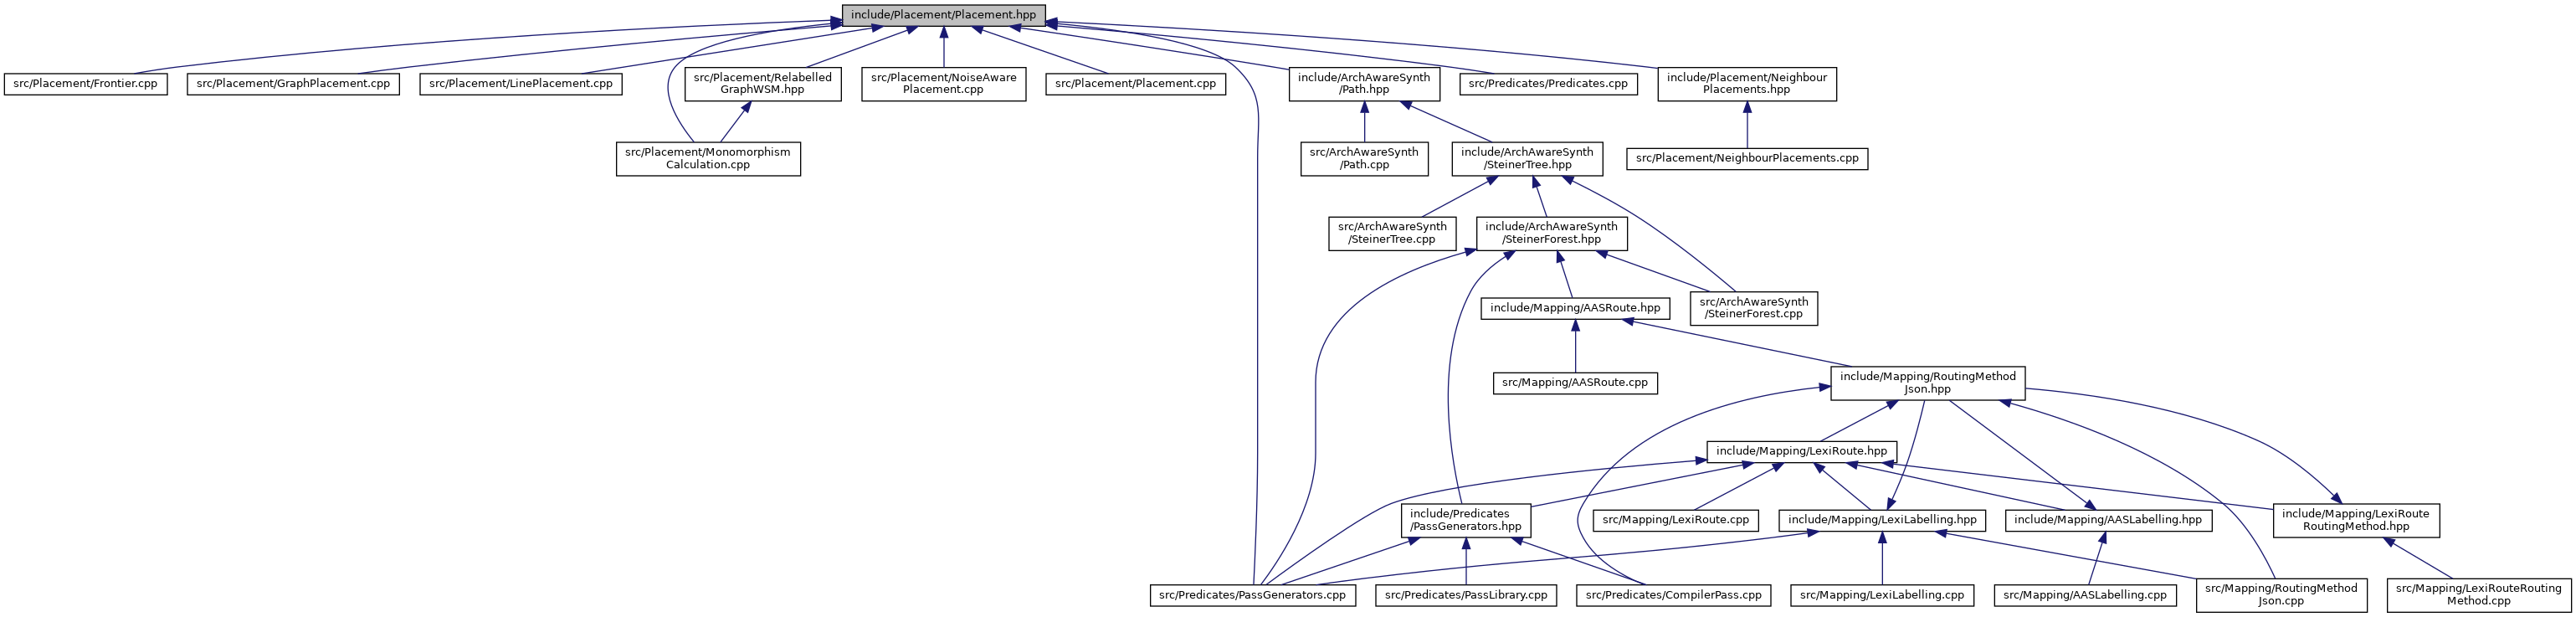 include/Placement/Placement.hpp
src/Placement/Frontier.cpp
src/Placement/GraphPlacement.cpp
src/Placement/LinePlacement.cpp
src/Placement/Relabelled
GraphWSM.hpp
src/Placement/NoiseAware
Placement.cpp
src/Placement/Placement.cpp
include/ArchAwareSynth
/Path.hpp
src/Predicates/Predicates.cpp
include/Placement/Neighbour
Placements.hpp
src/Placement/Monomorphism
Calculation.cpp
src/ArchAwareSynth
/Path.cpp
include/ArchAwareSynth
/SteinerTree.hpp
src/Placement/NeighbourPlacements.cpp
src/ArchAwareSynth
/SteinerTree.cpp
include/ArchAwareSynth
/SteinerForest.hpp
include/Mapping/AASRoute.hpp
src/ArchAwareSynth
/SteinerForest.cpp
src/Mapping/AASRoute.cpp
include/Mapping/RoutingMethod
Json.hpp
include/Mapping/LexiRoute.hpp
include/Predicates
/PassGenerators.hpp
src/Mapping/LexiRoute.cpp
include/Mapping/LexiLabelling.hpp
include/Mapping/AASLabelling.hpp
include/Mapping/LexiRoute
RoutingMethod.hpp
src/Predicates/PassGenerators.cpp
src/Predicates/PassLibrary.cpp
src/Predicates/CompilerPass.cpp
src/Mapping/LexiLabelling.cpp
src/Mapping/AASLabelling.cpp
src/Mapping/RoutingMethod
Json.cpp
src/Mapping/LexiRouteRouting
Method.cpp